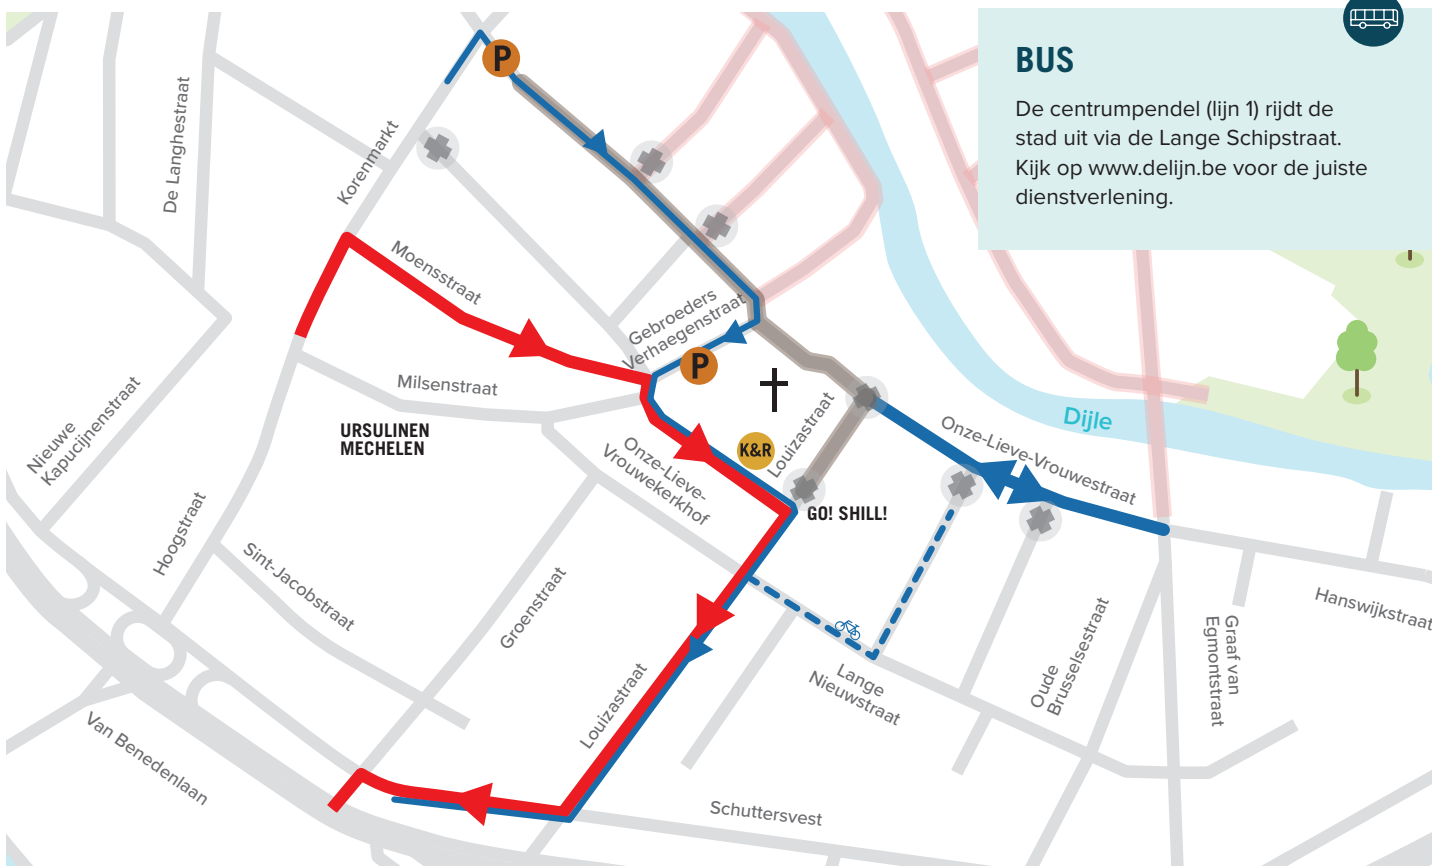 BUS
De centrumpendel (lijn 1) rijdt de
stad uit via de Lange Schipstraat.
Kijk op www.delijn.be voor de juiste
dienstverlening.
P
De Langhestraat
Korenmarkt
Moensstraat
Gebroeders
Verhaegenstraat
P
Milsenstraat
Louizastraat
Dijle
Onze-Lieve-Vrouwestraat
URSULINEN
MECHELEN
Nieuwe
Kapucijnenstraat
K&R
Onze-Lieve-
Vrouwekerkhof
GO! SHILL!
Hoogstraat
Sint-Jacobstraat
Groenstraat
Hanswijkstraat
Graaf van
Egmontstraat
Oude
Brusselsestraat
Lange
Nieuwstraat
Louizastraat
Van Benedenlaan
Schuttersvest